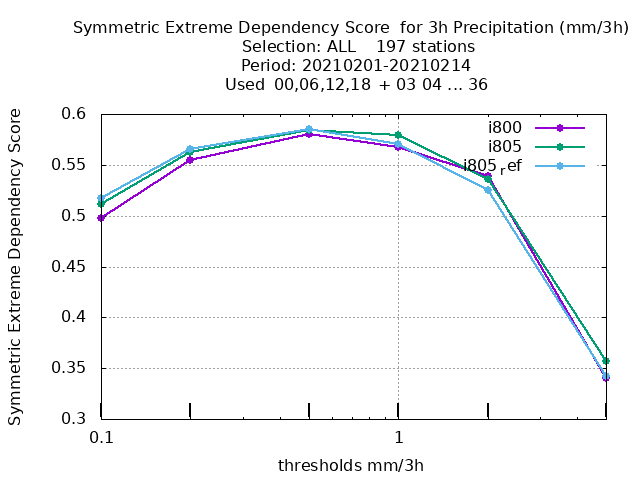 Symmetric Extreme Dependency Score  for 3h Precipitation (mm/3h)
Selection: ALL    197 stations
Period: 20210201-20210214
Used  00,06,12,18  + 03 04 ... 36
Symmetric Extreme Dependency Score
0.6
0.55
0.5
0.45
0.4
0.35
0.3
i800
i805
i805ref
0.1
1
thresholds mm/3h